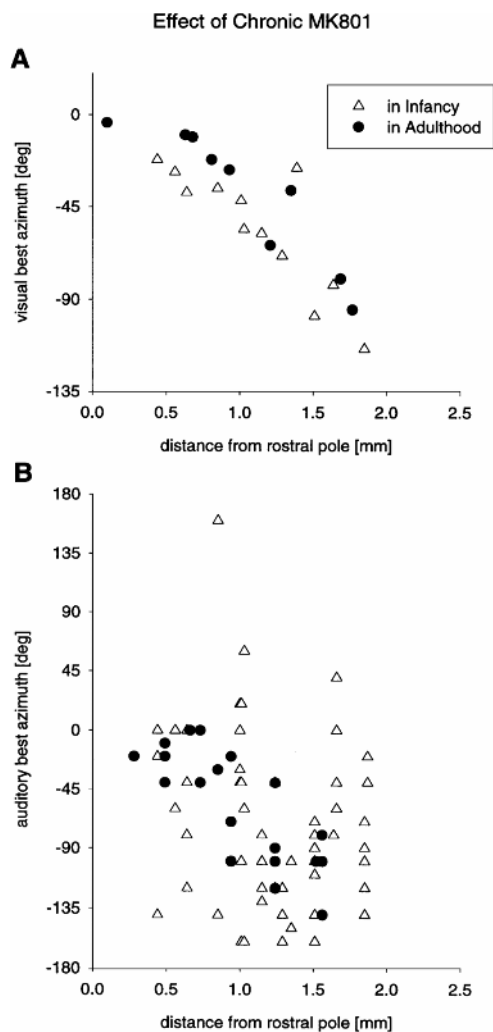 Effect of Chronic MK801
A
in Infancy
in Adulthood
visual best azimuth [deg]
0
-45
-90
-135
0.0 0.5 1.0 1.5 2.0 2.5
distance from rostral pole [mm]
B
auditory best azimuth [deg]
180
135
90
45
0
-45
-90
-135
-180
0.0 0.5 1.0 1.5 2.0 2.5
distance from rostral pole [mm]